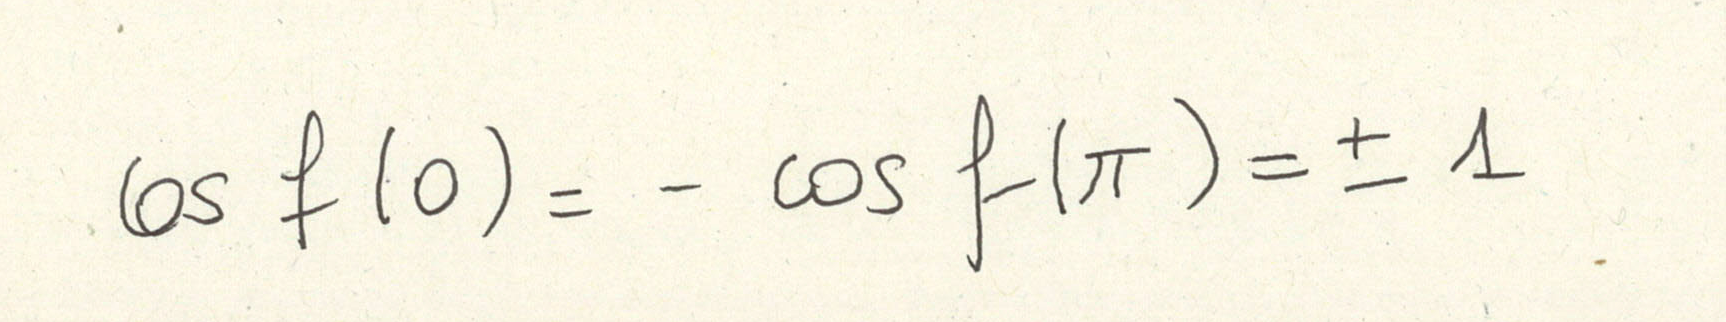 cos f(0) = - cos f(π) = ± 1